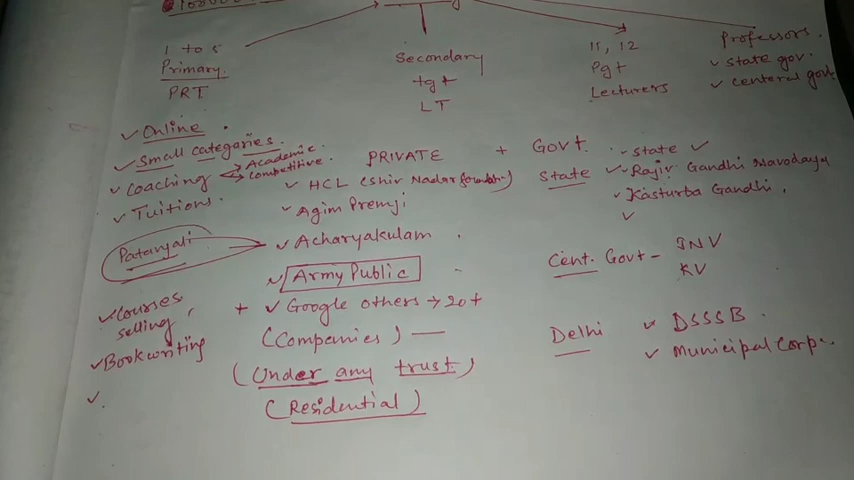 1 to 5
Primary.
PRT
Secondary
tgt
LT
11, 12
Pgt
Lecturers
Professors.
state gov.
centeral govt
Online
Small categories.
Coaching
Academic.
Competitive.
Tuitions.
Patanjali
Courses
selling,
Bookwriting
PRIVATE + Govt.
HCL (Shiv Nadar
Agim Premji
Acharyakulam
Army Public
+ Google others → 20+
(Companies) —
(Under any trust)
(Residential)
State
state
Rajiv Gandhi Navodaya
Kasturba Gandhi,
Cent. Govt - JNV
KV
Delhi
DSSSB
Municipal Corp.